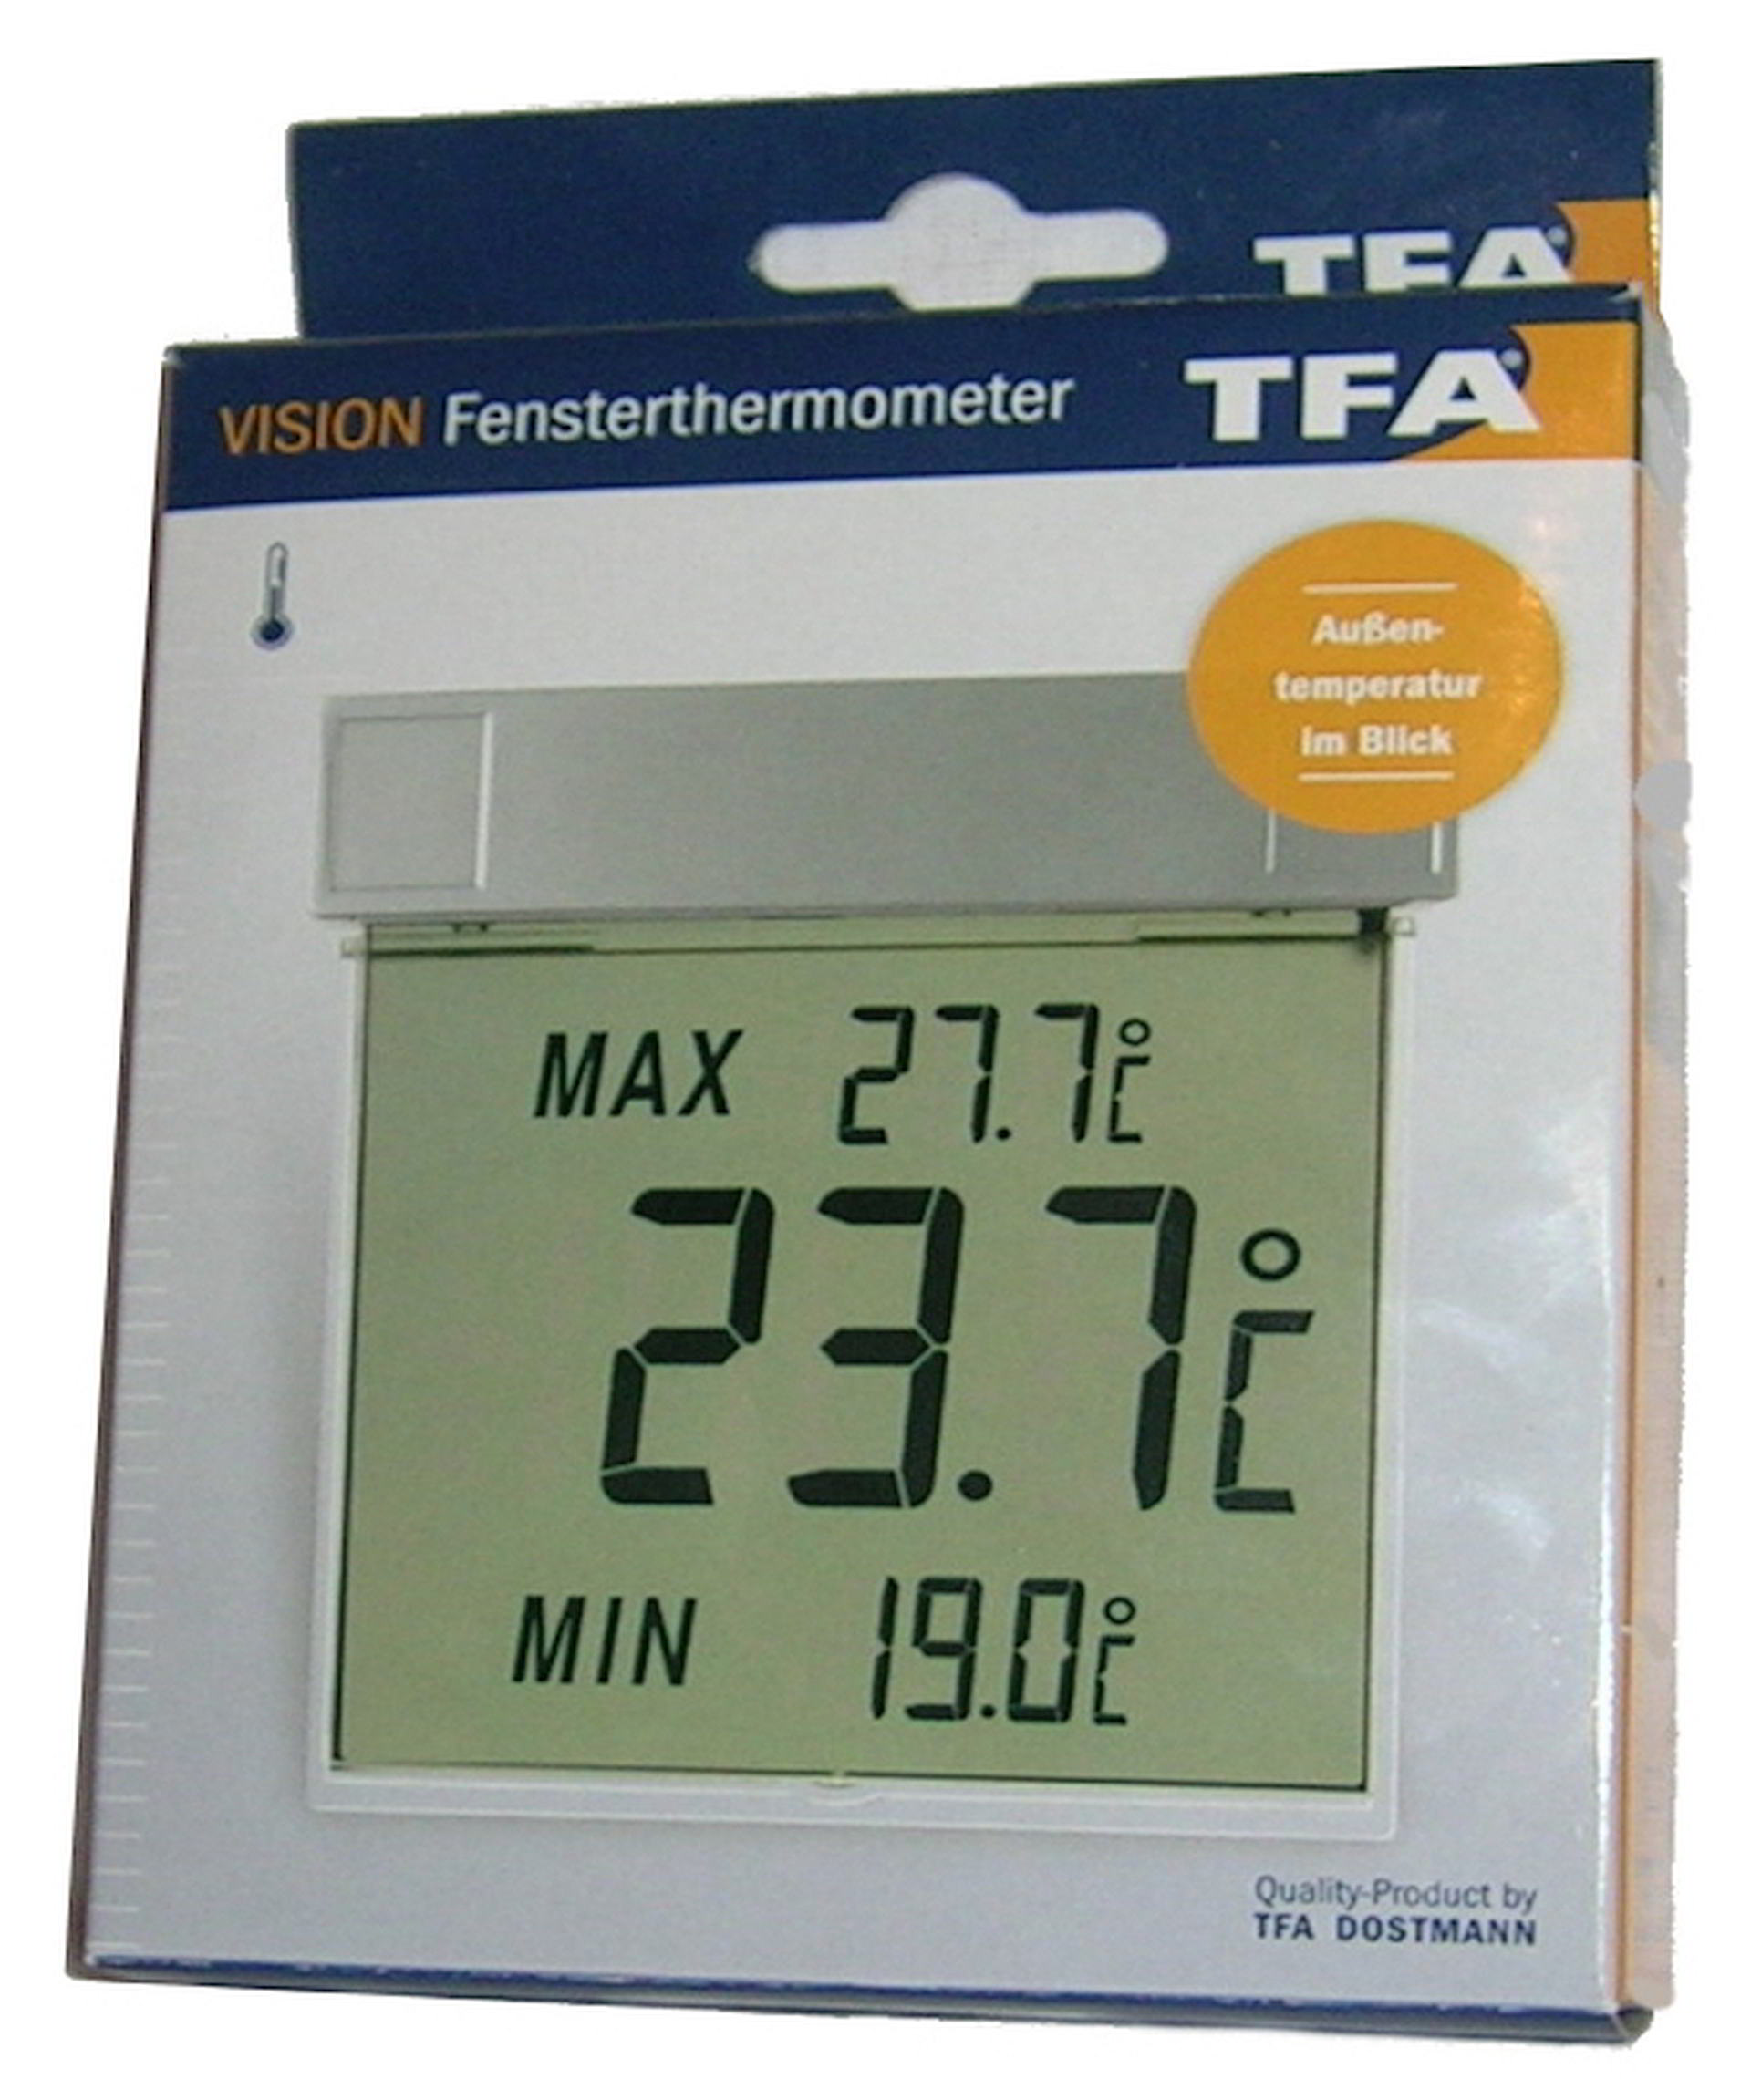 TFA
VISION Fensterthermometer TFA
Außen-
temperatur
im Blick
MAX 27.7°C
23.7°C
MIN 19.0°C
Quality-Product by
TFA DOSTMANN